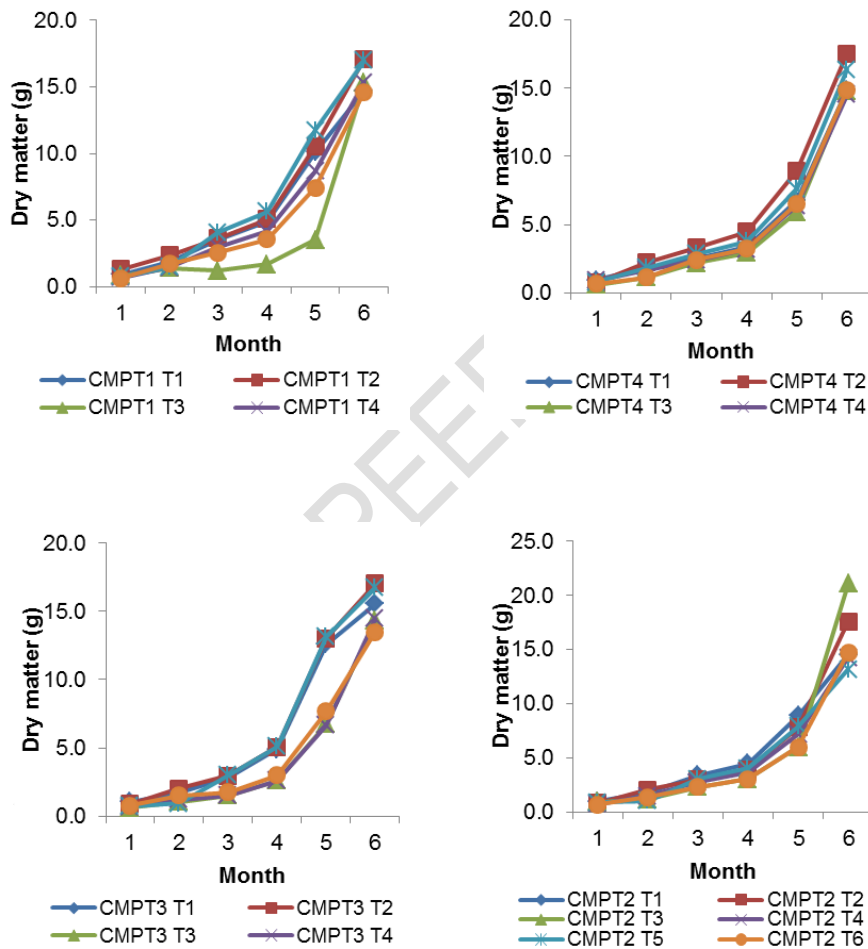 20.0
15.0
10.0
5.0
0.0
Dry matter (g)
1 2 3 4 5 6
Month
CMPT1 T1 CMPT1 T2
CMPT1 T3 CMPT1 T4
20.0
15.0
10.0
5.0
0.0
Dry matter (g)
1 2 3 4 5 6
Month
CMPT4 T1 CMPT4 T2
CMPT4 T3 CMPT4 T4
20.0
15.0
10.0
5.0
0.0
Dry matter (g)
1 2 3 4 5 6
Month
CMPT3 T1 CMPT3 T2
CMPT3 T3 CMPT3 T4
25.0
20.0
15.0
10.0
5.0
0.0
Dry matter (g)
1 2 3 4 5 6
Month
CMPT2 T1 CMPT2 T2
CMPT2 T3 CMPT2 T4
CMPT2 T5 CMPT2 T6